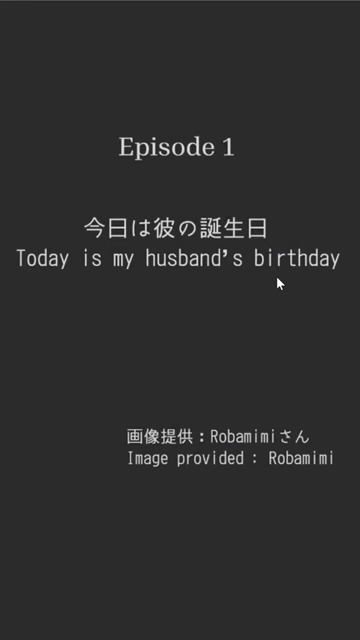 Episode 1
今日は彼の誕生日
Today is my husband's birthday
画像提供：Robamimiさん
Image provided : Robamimi